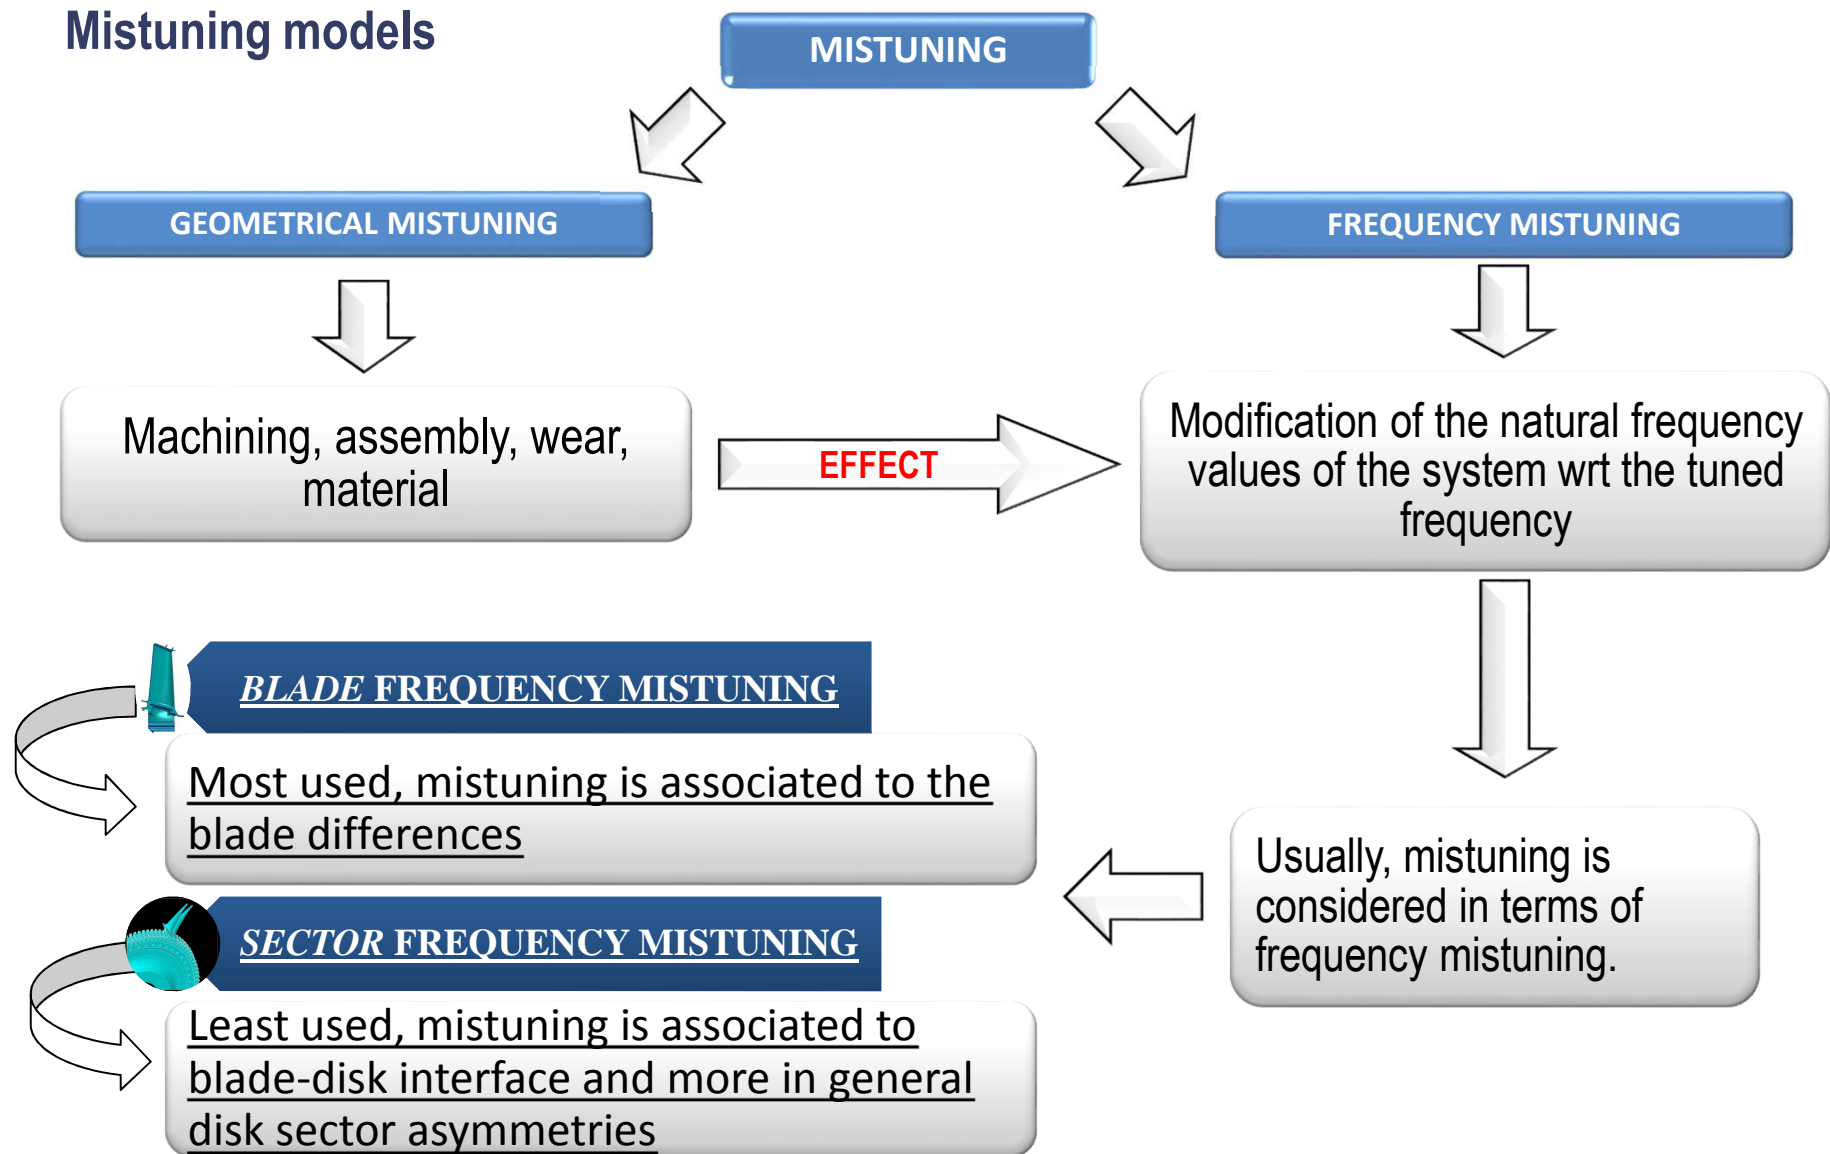 Mistuning models
MISTUNING
GEOMETRICAL MISTUNING
FREQUENCY MISTUNING
Machining, assembly, wear,
material
EFFECT
Modification of the natural frequency
values of the system wrt the tuned
frequency
BLADE FREQUENCY MISTUNING
Most used, mistuning is associated to the
blade differences
Usually, mistuning is
considered in terms of
frequency mistuning.
SECTOR FREQUENCY MISTUNING
Least used, mistuning is associated to
blade-disk interface and more in general
disk sector asymmetries